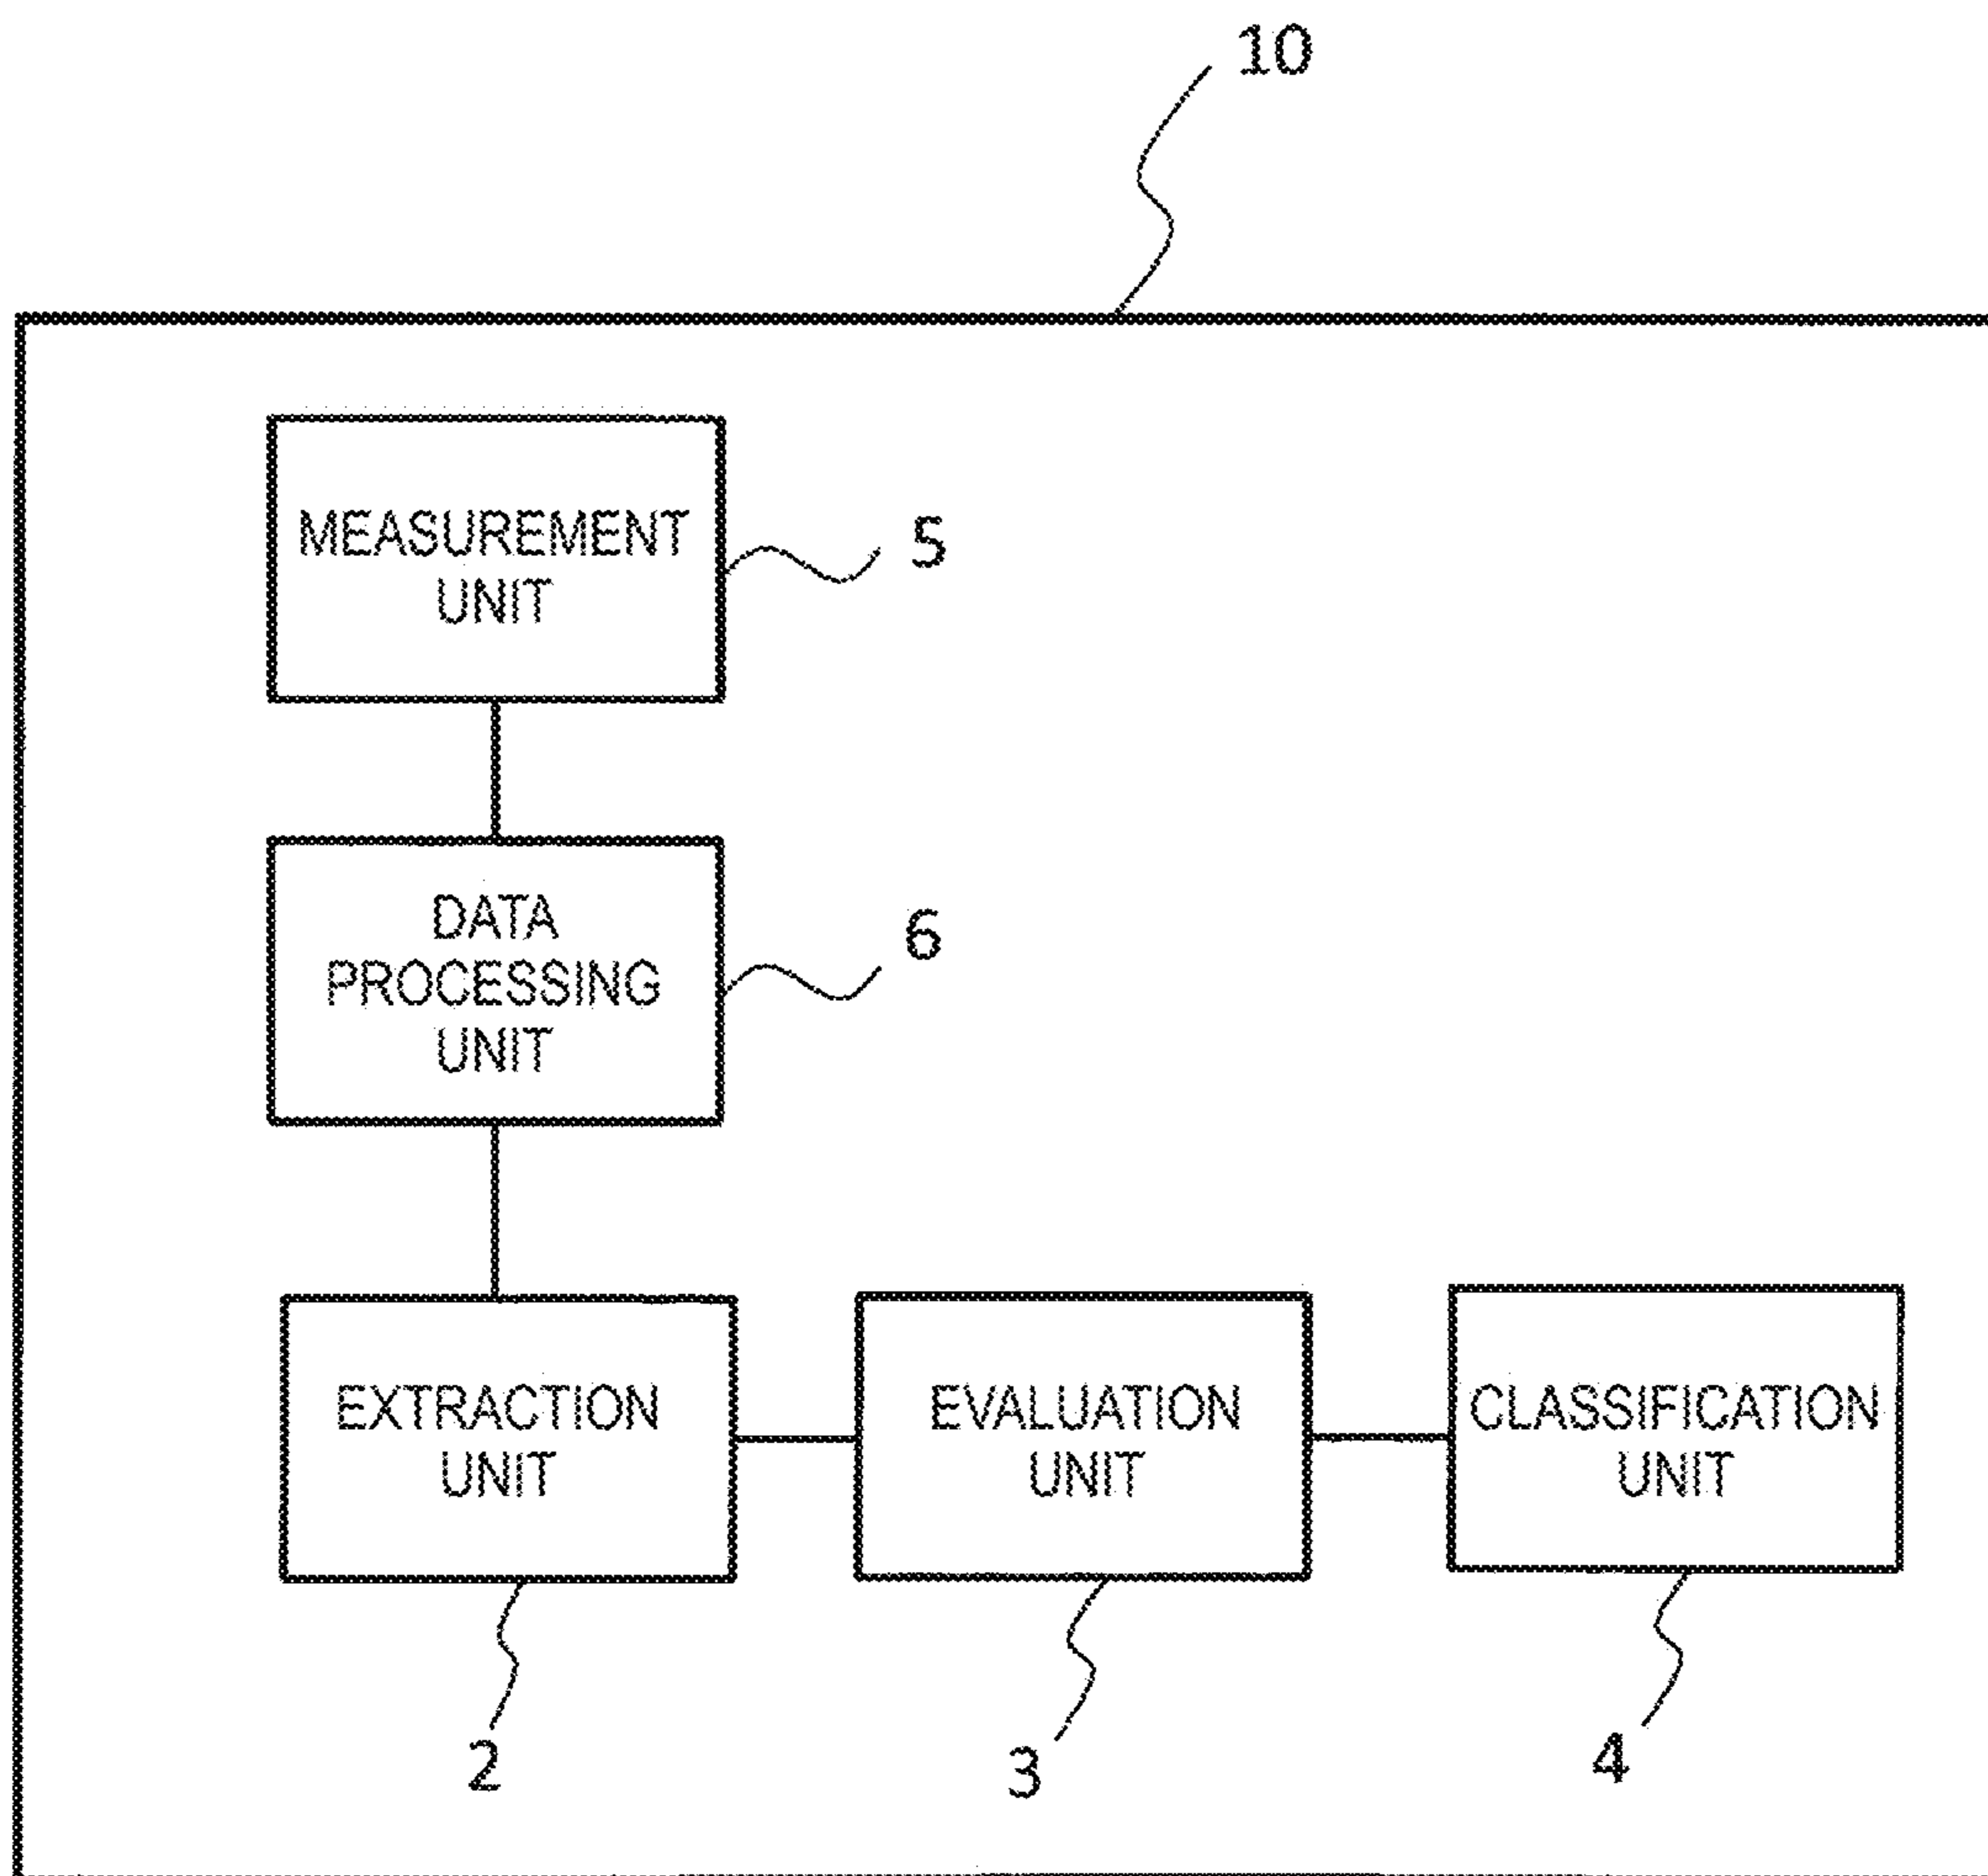 10
MEASUREMENT
UNIT
5
DATA
PROCESSING
UNIT
6
EXTRACTION
UNIT
EVALUATION
UNIT
CLASSIFICATION
UNIT
2
3
4